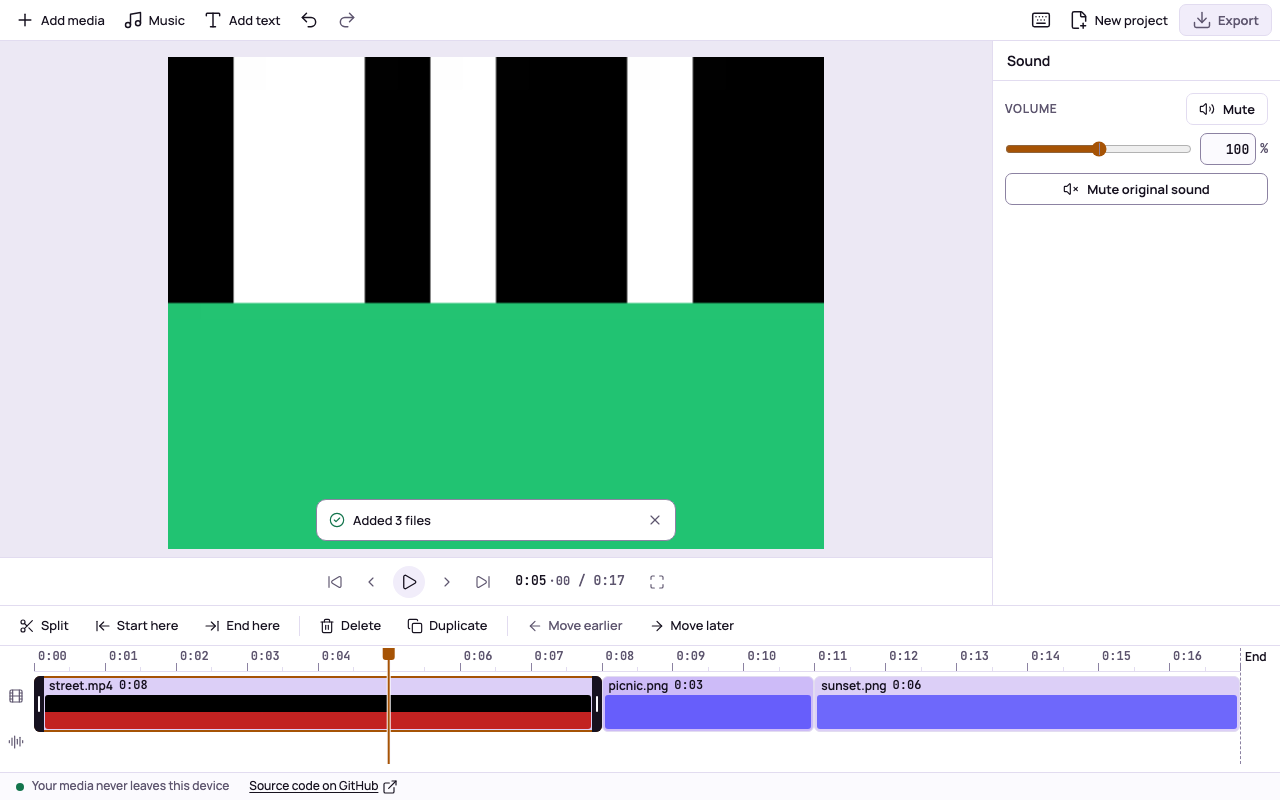 Add media Music Add text New project Export
Sound
VOLUME Mute
100 %
Mute original sound
Added 3 files
0:05·00 / 0:17
Split Start here End here Delete Duplicate Move earlier Move later
0:00 0:01 0:02 0:03 0:04 0:06 0:07 0:08 0:09 0:10 0:11 0:12 0:13 0:14 0:15 0:16 End
street.mp4 0:08 picnic.png 0:03 sunset.png 0:06
Your media never leaves this device Source code on GitHub